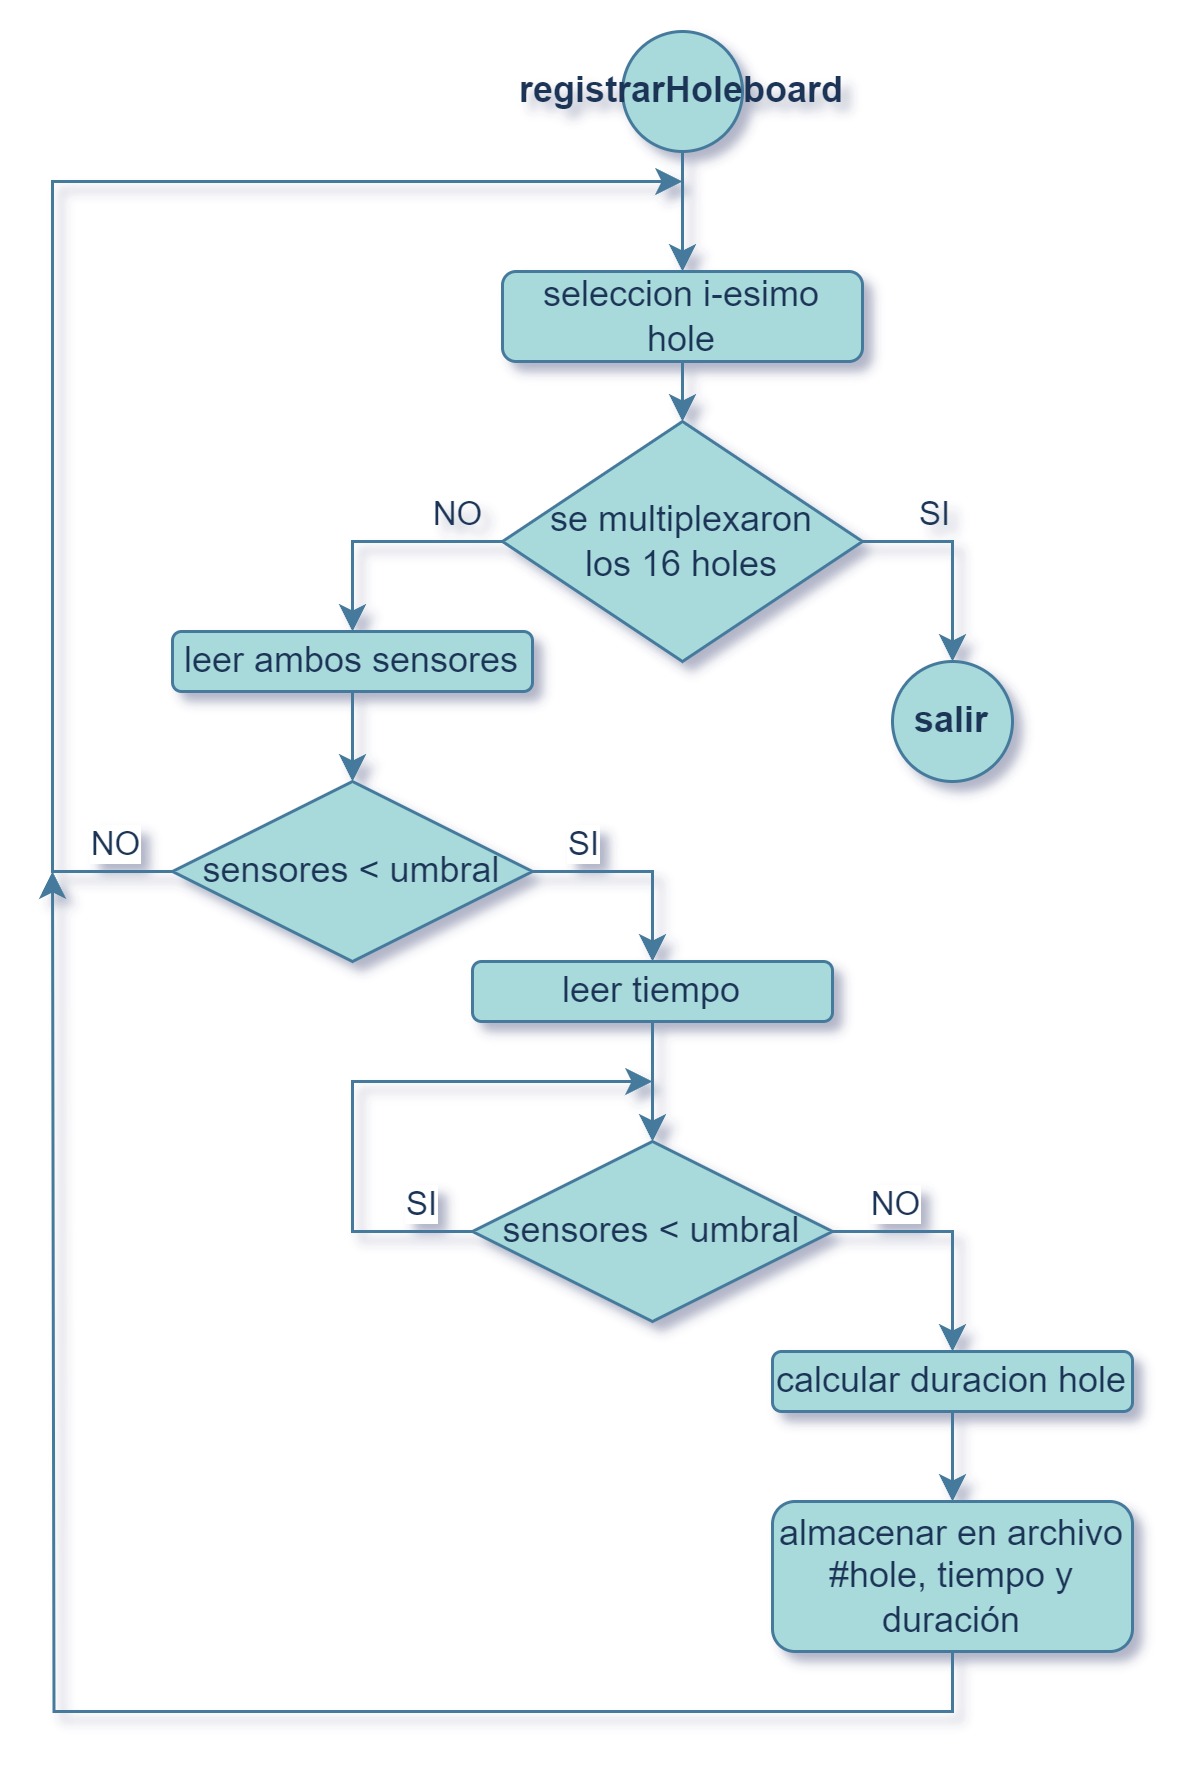 registrarHoleboard
seleccion i-esimo
hole
se multiplexaron
los 16 holes
NO
SI
leer ambos sensores
salir
sensores < umbral
NO
SI
leer tiempo
sensores < umbral
SI
NO
calcular duracion hole
almacenar en archivo
#hole, tiempo y
duración